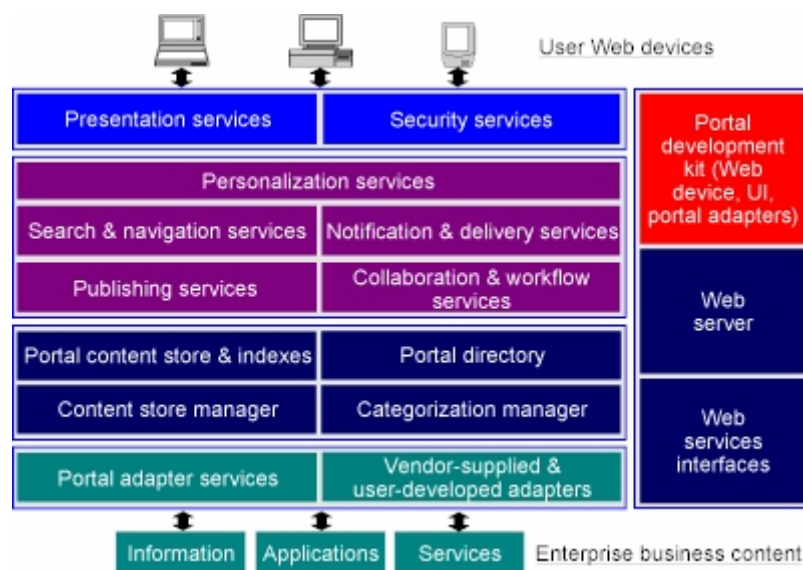 User Web devices
Presentation services
Security services
Portal
development
kit (Web
device, UI,
portal adapters)
Personalization services
Search & navigation services
Notification & delivery services
Publishing services
Collaboration & workflow
services
Web
server
Portal content store & indexes
Portal directory
Content store manager
Categorization manager
Web
services
interfaces
Portal adapter services
Vendor-supplied &
user-developed adapters
Information
Applications
Services
Enterprise business content